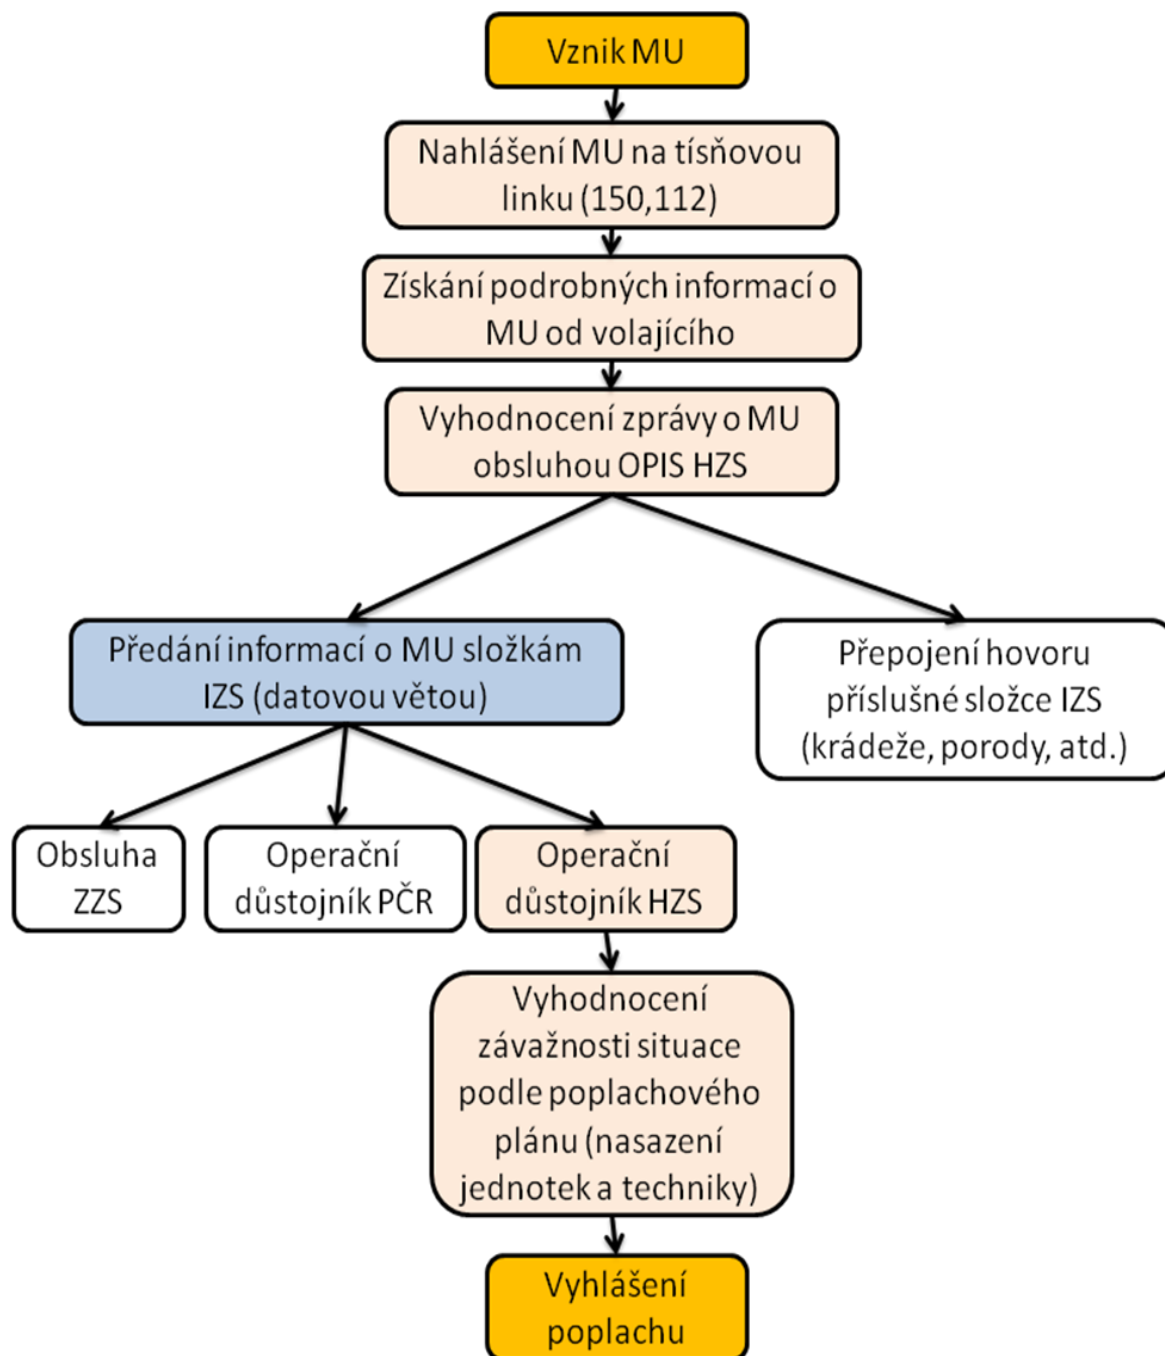 Vznik MU
Nahlášení MU na tísňovou
linku (150,112)
Získání podrobných informací o
MU od volajícího
Vyhodnocení zprávy o MU
obsluhou OPIS HZS
Předání informací o MU složkám
IZS (datovou větou)
Přepojení hovoru
příslušné složce IZS
(krádeže, porody, atd.)
Obsluha
ZZS
Operační
důstojník PČR
Operační
důstojník HZS
Vyhodnocení
závažnosti situace
podle poplachového
plánu (nasazení
jednotek a techniky)
Vyhlášení
poplachu